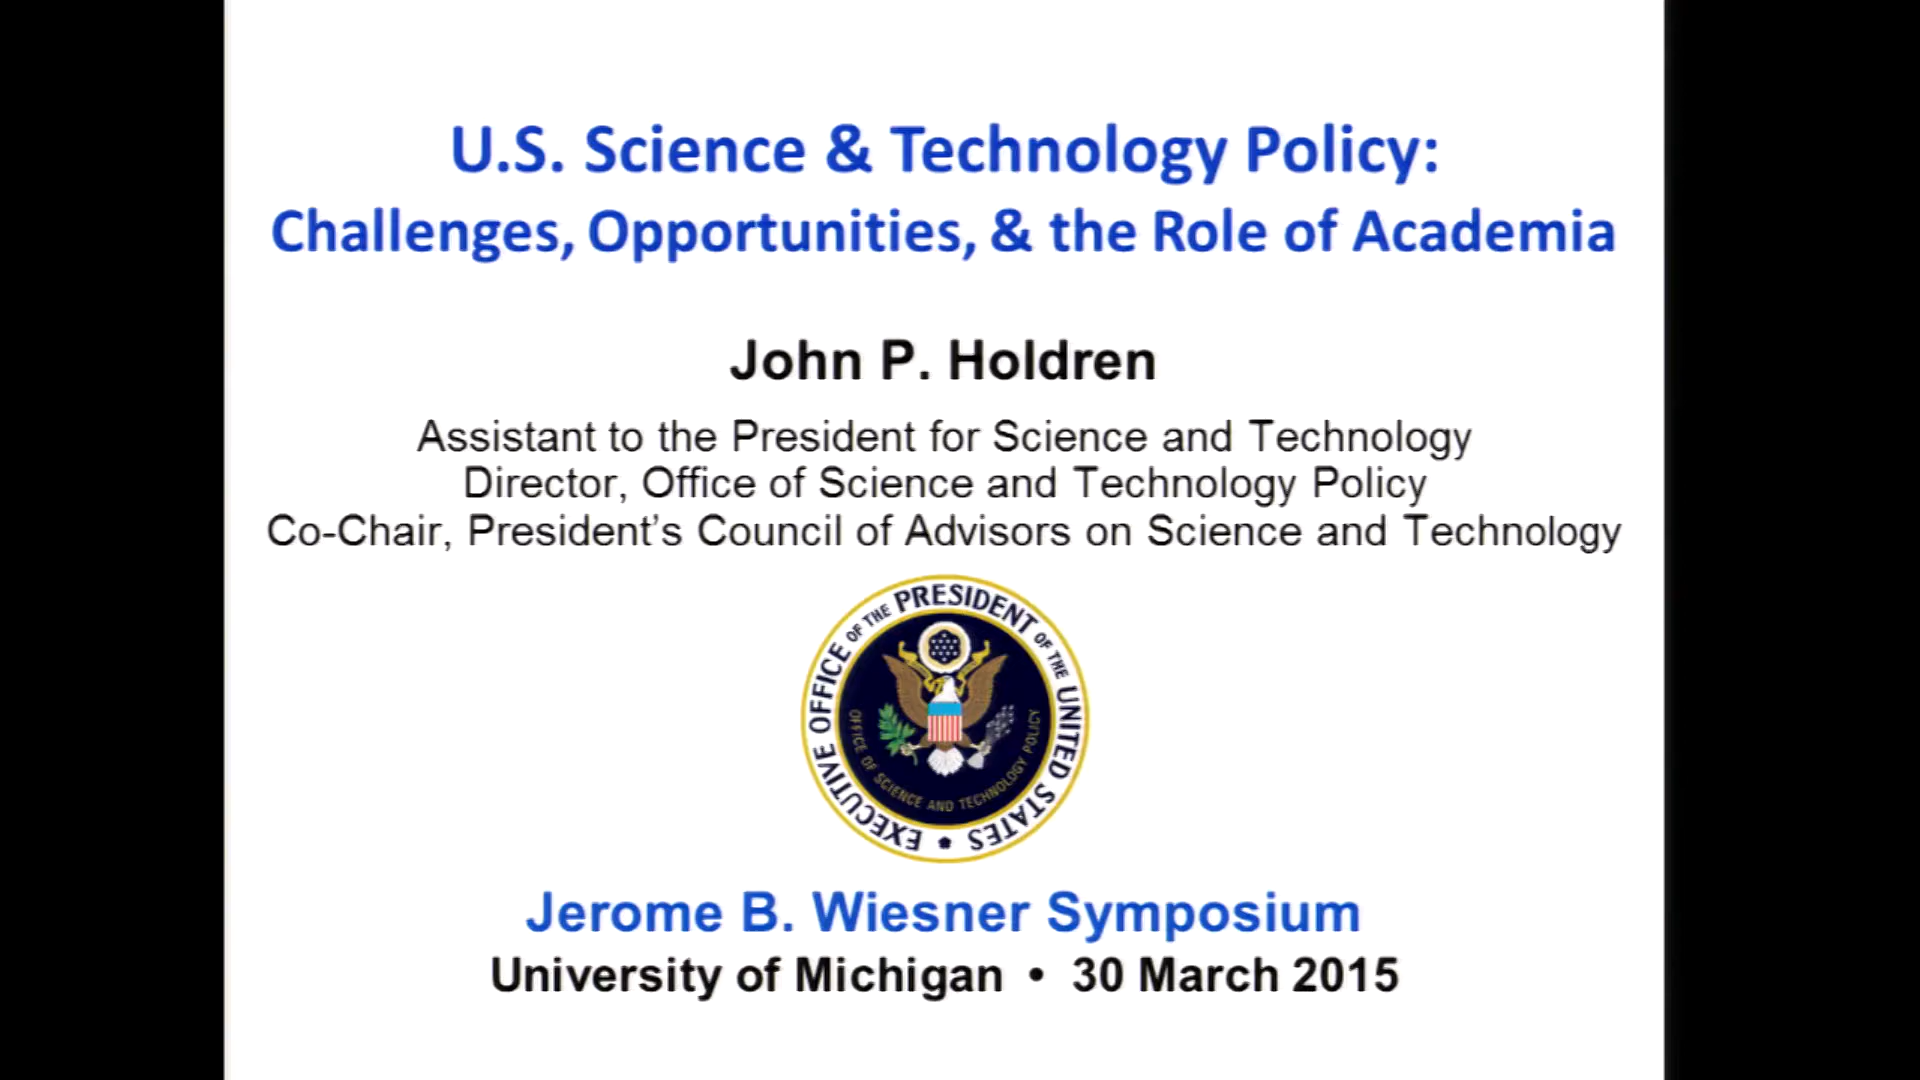 U.S. Science & Technology Policy:
Challenges, Opportunities, & the Role of Academia
John P. Holdren
Assistant to the President for Science and Technology
Director, Office of Science and Technology Policy
Co-Chair, President’s Council of Advisors on Science and Technology
EXECUTIVE OFFICE OF THE PRESIDENT OF THE UNITED STATES
OFFICE OF SCIENCE AND TECHNOLOGY POLICY
Jerome B. Wiesner Symposium
University of Michigan • 30 March 2015